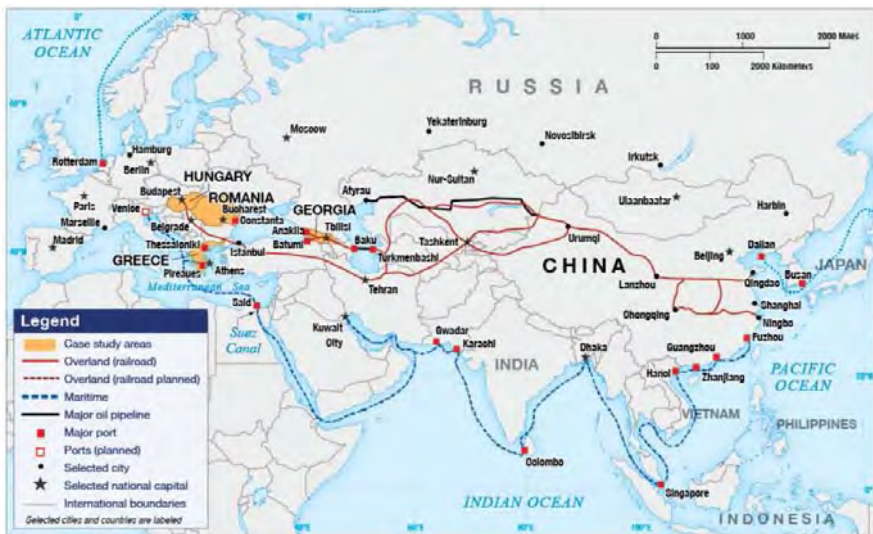 ATLANTIC
OCEAN
0 1000 2000 Miles
0 100 2000 Kilometers
RUSSIA
Moscow
Yekaterinburg
Novosibirsk
Irkutsk
Hamburg
Rotterdam
Berlin
HUNGARY
Nur-Sultan
Ulaanbaatar
Harbin
Budapest
ROMANIA
Atyrau
Paris
Venice
Bucharest
Constanta
GEORGIA
Marseille
Belgrade
Anaklia
Tbilisi
Madrid
Thessaloniki
Istanbul
Batumi
Baku
Tashkent
Urumqi
Beijing
Dalian
GREECE
Turkmenbashi
CHINA
Busan
JAPAN
Piraeues
Athens
Lanzhou
Qingdao
Mediterranean Sea
Tehran
Said
Shanghai
Chongqing
Ningbo
Suez
Canal
Kuwait
City
Gwadar
Karachi
Dhaka
Guangzhou
Fuzhou
INDIA
Hanoi
Zhanjiang
PACIFIC
OCEAN
VIETNAM
PHILIPPINES
Colombo
Singapore
INDIAN OCEAN
INDONESIA
Legend
Case study areas
Overland (railroad)
Overland (railroad planned)
Maritime
Major oil pipeline
Major port
Ports (planned)
Selected city
Selected national capital
International boundaries
Selected cities and countries are labeled